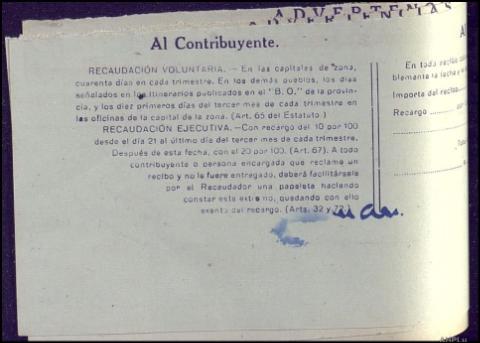 ADVERTEN
ADVERTENCIAS
Al Contribuyente.
RECAUDACIÓN VOLUNTARIA. — En las capitales de zona,
cuarenta días en cada trimestre. En los demás pueblos, los días
señalados en los itinerarios publicados en el "B. O." de la provin-
cia, y los diez primeros días del tercer mes de cada trimestre en
las oficinas de la capital de la zona. (Art. 65 del Estatuto)
RECAUDACIÓN EJECUTIVA. —Con recargo del 10 por 100
desde el día 21 al último día del tercer mes de cada trimestre.
Después de esta fecha, con el 20 por 100. (Art. 67). A todo
contribuyente o persona encargada que reclame un
recibo y no le fuere entregado, deberá facilitársele
por el Recaudador una papeleta haciendo
constar este extremo, quedando con ello
exento del recargo. (Arts. 32 y 72.)
A
En todo recibo
blemente la fecha
Importe del recibo
Recargo